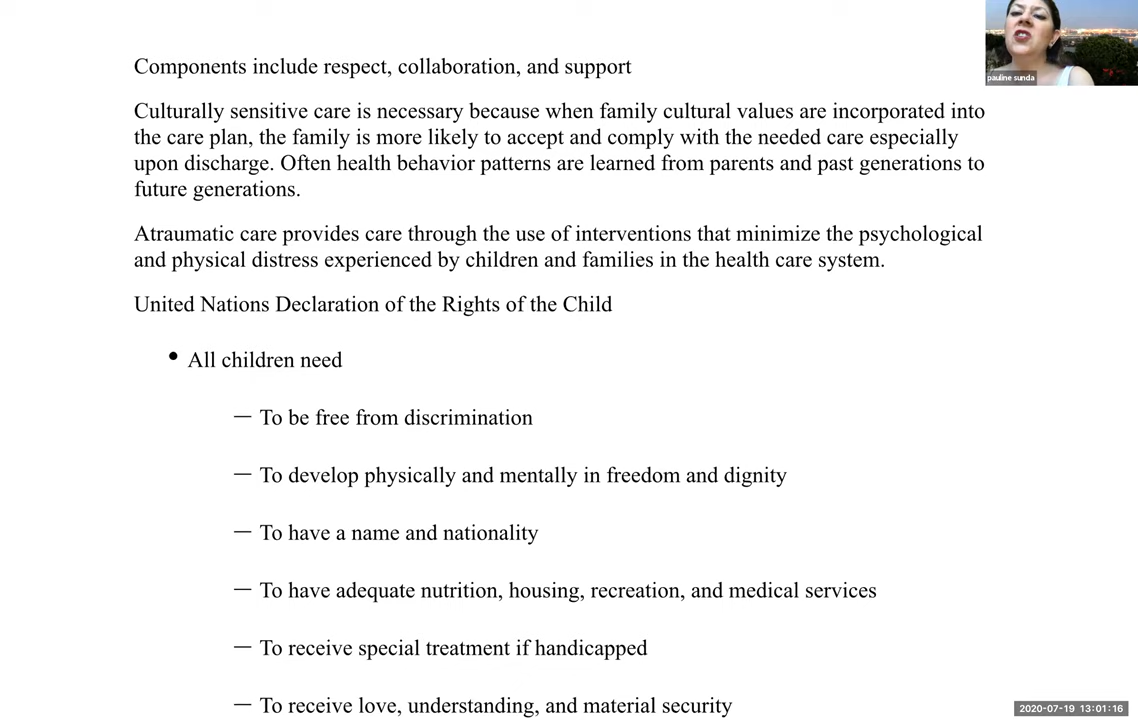 Components include respect, collaboration, and support
pauline sunda
Culturally sensitive care is necessary because when family cultural values are incorporated into
the care plan, the family is more likely to accept and comply with the needed care especially
upon discharge. Often health behavior patterns are learned from parents and past generations to
future generations.
Atraumatic care provides care through the use of interventions that minimize the psychological
and physical distress experienced by children and families in the health care system.
United Nations Declaration of the Rights of the Child
• All children need
— To be free from discrimination
— To develop physically and mentally in freedom and dignity
— To have a name and nationality
— To have adequate nutrition, housing, recreation, and medical services
— To receive special treatment if handicapped
— To receive love, understanding, and material security
2020-07-19 13:01:16